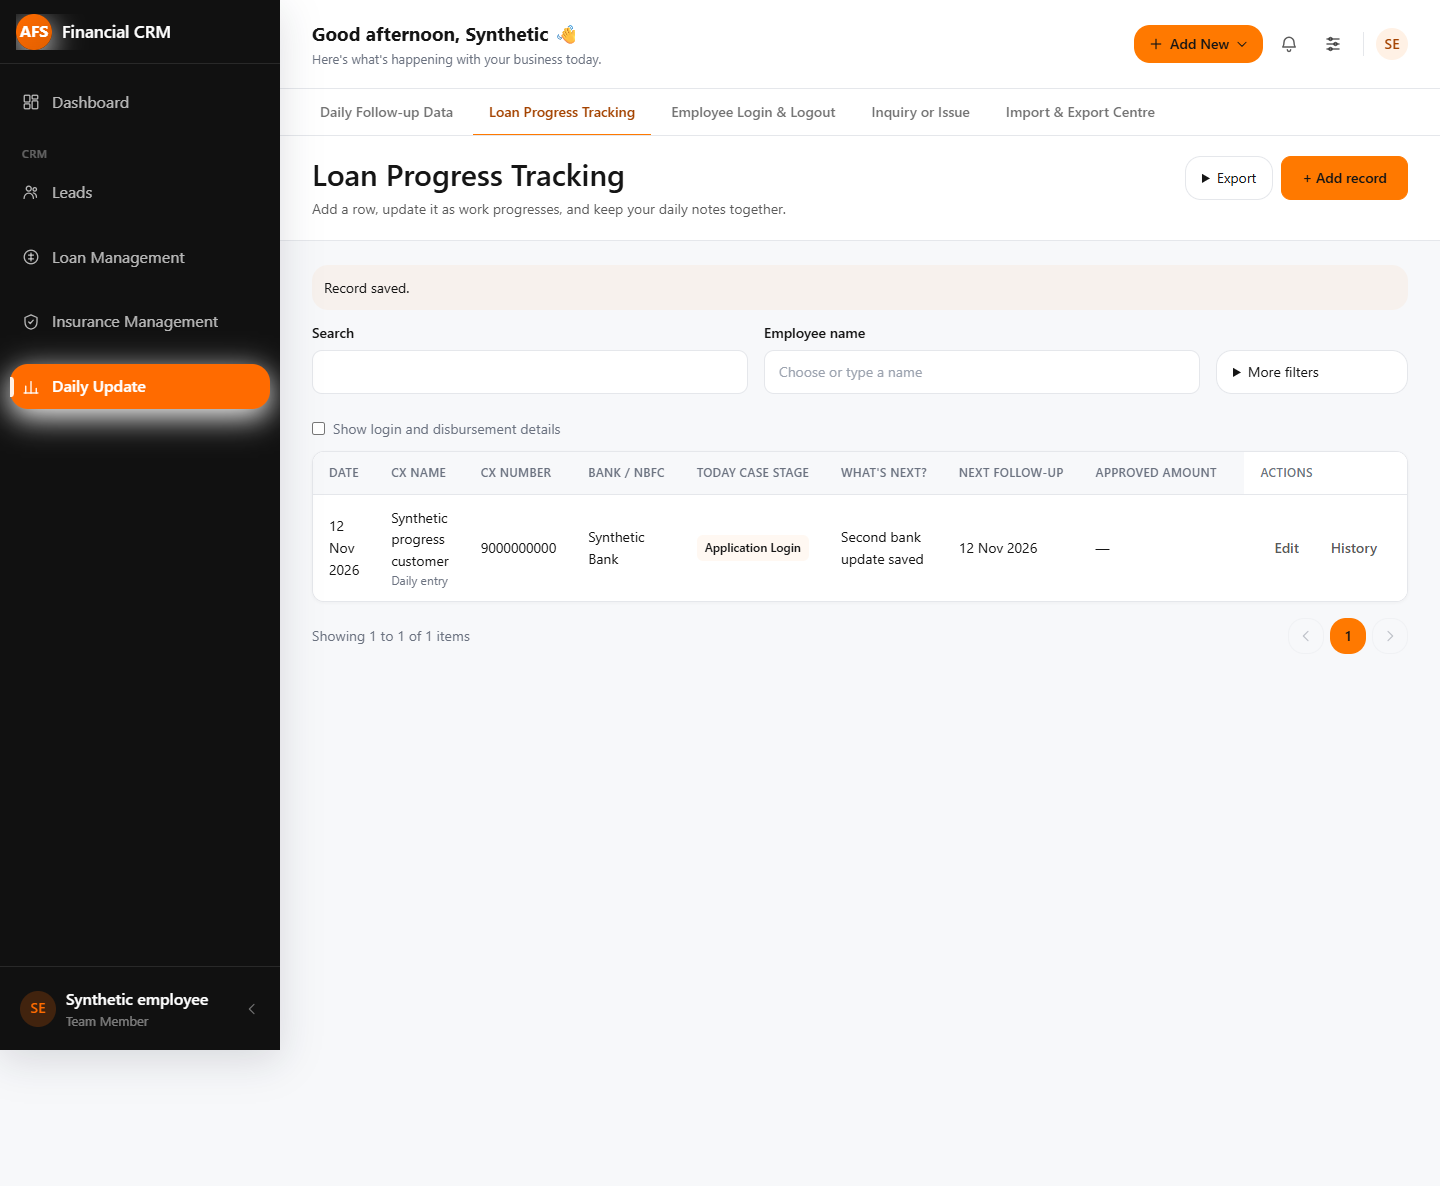 AFS Financial CRM
Dashboard
CRM
Leads
Loan Management
Insurance Management
Daily Update
SE
Synthetic employee
Team Member
Good afternoon, Synthetic 👋
Here's what's happening with your business today.
+ Add New
SE
Daily Follow-up Data
Loan Progress Tracking
Employee Login & Logout
Inquiry or Issue
Import & Export Centre
Loan Progress Tracking
Add a row, update it as work progresses, and keep your daily notes together.
Export
+ Add record
Record saved.
Search
Employee name
Choose or type a name
More filters
Show login and disbursement details
DATE CX NAME CX NUMBER BANK / NBFC TODAY CASE STAGE WHAT'S NEXT? NEXT FOLLOW-UP APPROVED AMOUNT ACTIONS
12
Nov
2026
Synthetic
progress
customer
Daily entry
9000000000
Synthetic
Bank
Application Login
Second bank
update saved
12 Nov 2026
—
Edit
History
Showing 1 to 1 of 1 items
1